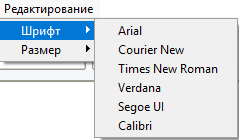 Редактирование
Шрифт
Размер
Arial
Courier New
Times New Roman
Verdana
Segoe UI
Calibri